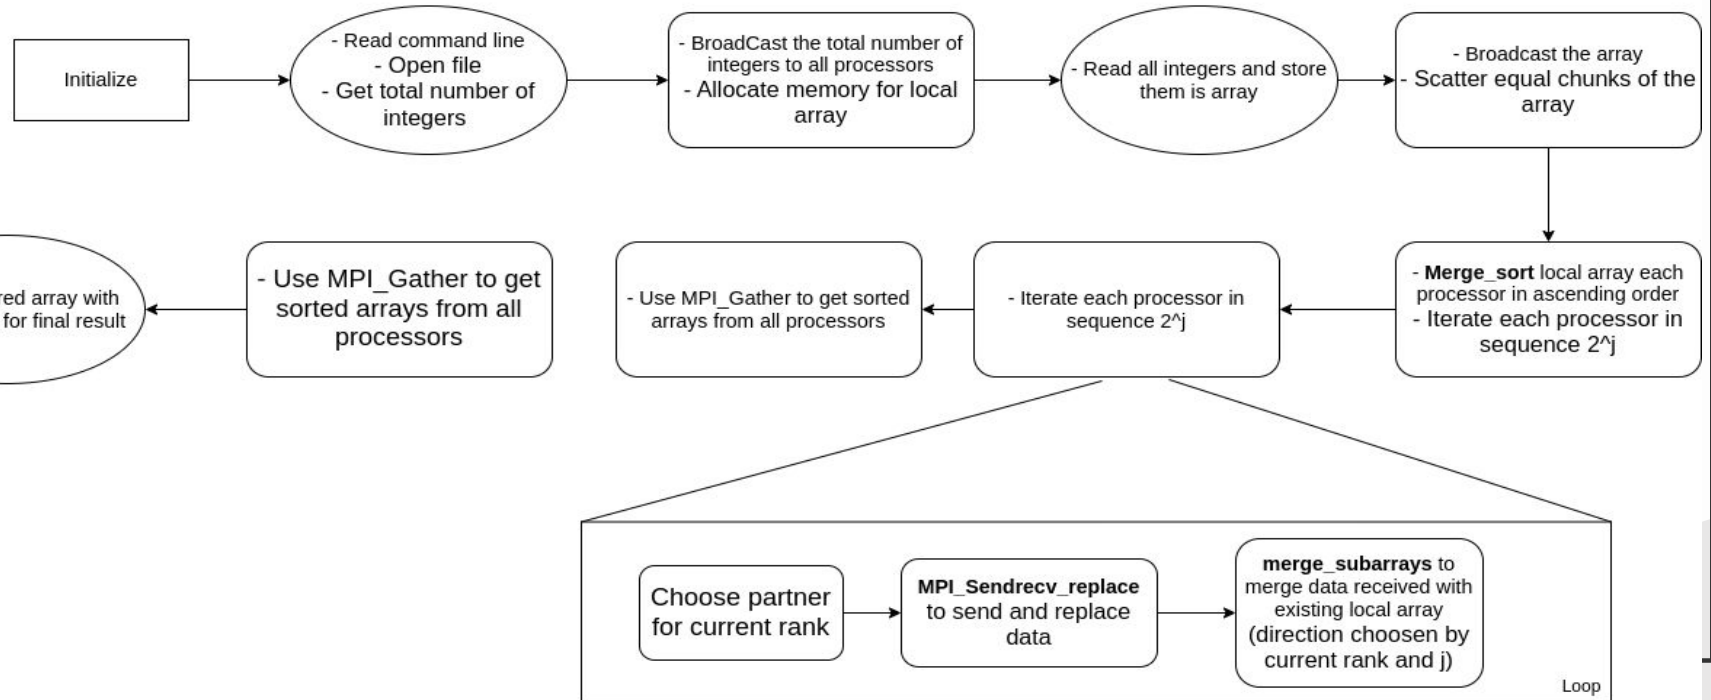 Initialize
- Read command line
- Open file
- Get total number of
integers
- BroadCast the total number of
integers to all processors
- Allocate memory for local
array
- Read all integers and store
them is array
- Broadcast the array
- Scatter equal chunks of the
array
red array with
for final result
- Use MPI_Gather to get
sorted arrays from all
processors
- Use MPI_Gather to get sorted
arrays from all processors
- Iterate each processor in
sequence 2^j
- Merge_sort local array each
processor in ascending order
- Iterate each processor in
sequence 2^j
Choose partner
for current rank
MPI_Sendrecv_replace
to send and replace
data
merge_subarrays to
merge data received with
existing local array
(direction choosen by
current rank and j)
Loop